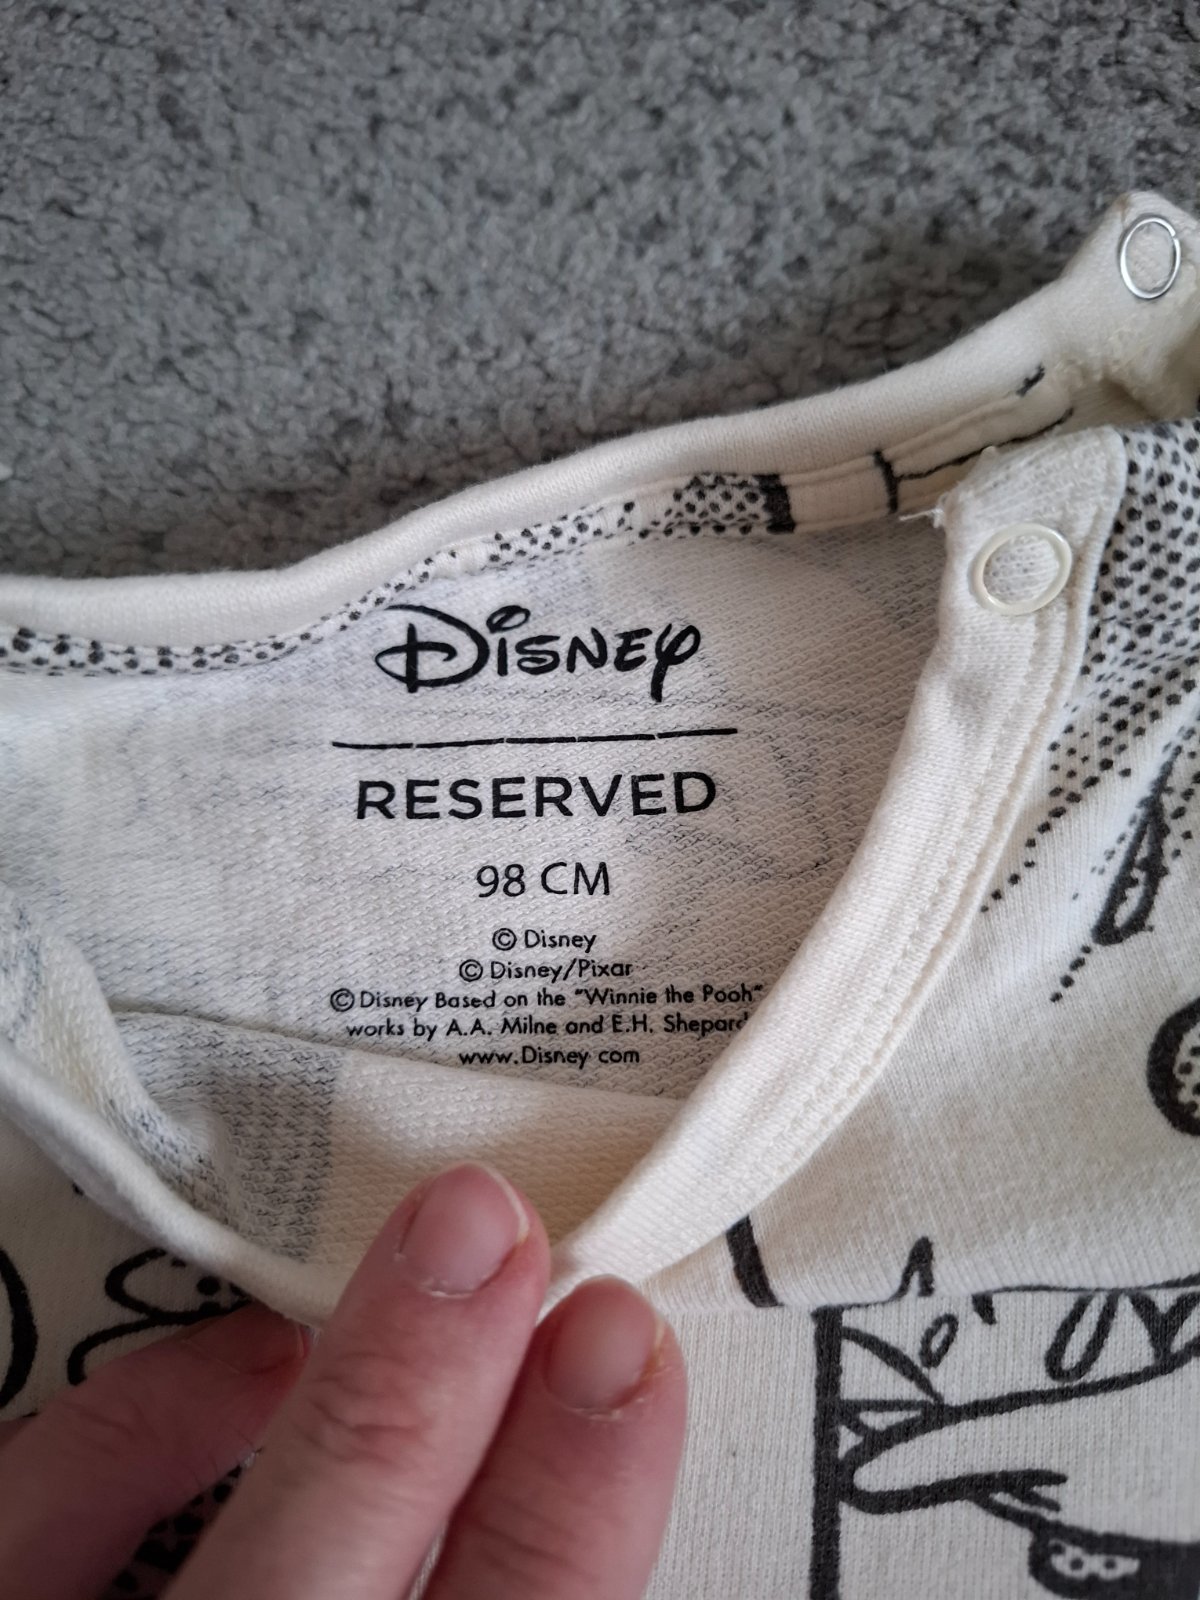 Disney
RESERVED
98 CM
© Disney
© Disney/Pixar
© Disney Based on the "Winnie the Pooh"
works by A.A. Milne and E.H. Shepard
www.Disney com